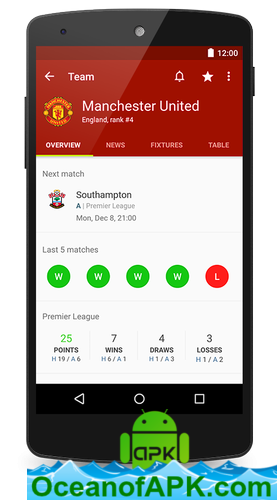 12:00
Team
Manchester United
England, rank #4
OVERVIEW NEWS FIXTURES TABLE
Next match
Southampton
A | Premier League
Mon, Dec 8, 21:00
Last 5 matches
W W W W L
Premier League
25 7 4 3
POINTS WINS DRAWS LOSSES
H 19 / A 6 H 6 / A 1 H 1 / A 3 H 1 / A 2
apk
OceanofAPK.com